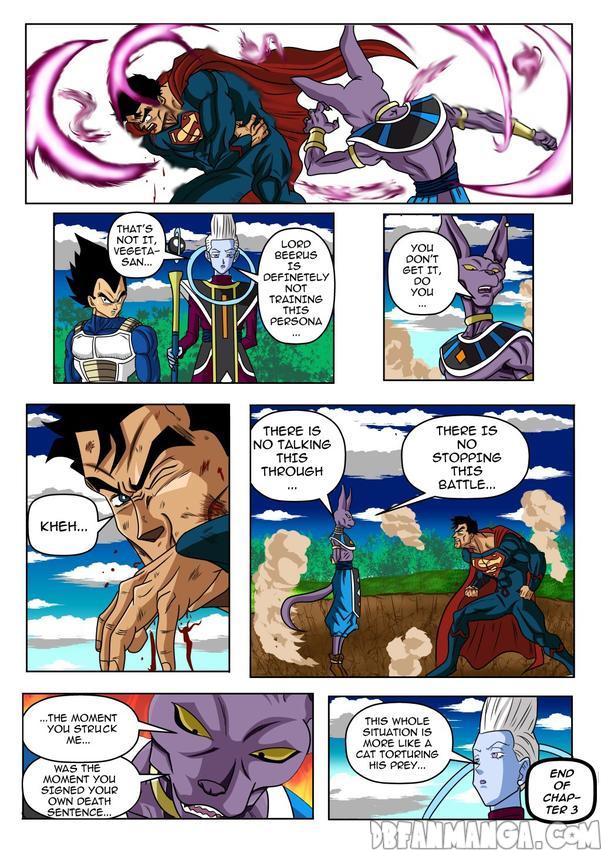 THAT'S
NOT IT,
VEGETA-
SAN...
LORD
BEERUS
IS
DEFINETELY
NOT
TRAINING
THIS
PERSONA
...
YOU
DON'T
GET IT,
DO
YOU
...
KHEH...
THERE IS
NO TALKING
THIS
THROUGH
...
THERE IS
NO
STOPPING
THIS
BATTLE...
...THE MOMENT
YOU STRUCK
ME...
WAS THE
MOMENT YOU
SIGNED YOUR
OWN DEATH
SENTENCE...
THIS WHOLE
SITUATION IS
MORE LIKE A
CAT TORTURING
HIS PREY...
END
OF
CHAP-
TER 3
DBFANMANGA.COM